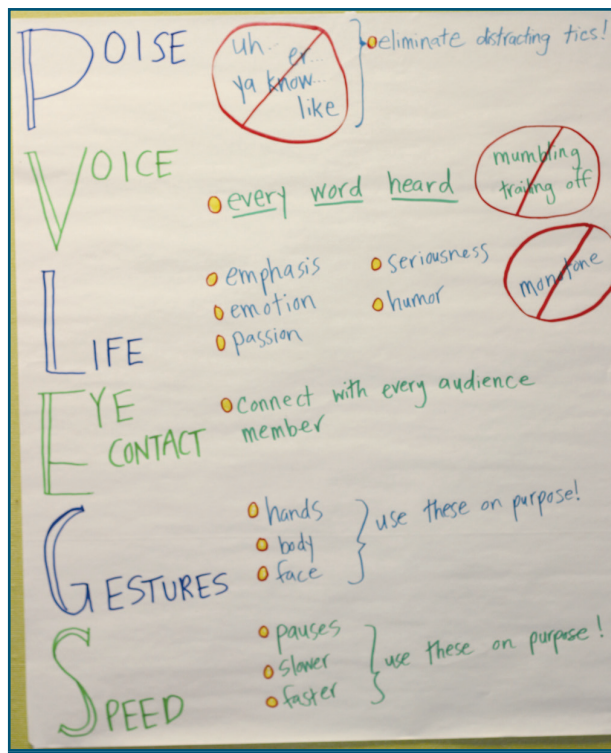 POISE
uh... er...
ya know...
like
eliminate distracting tics!
VOICE
every word heard
mumbling
trailing off
LIFE
emphasis
emotion
passion
seriousness
humor
monotone
EYE
CONTACT
connect with every audience
member
GESTURES
hands
body
face
use these on purpose!
SPEED
pauses
slower
faster
use these on purpose!